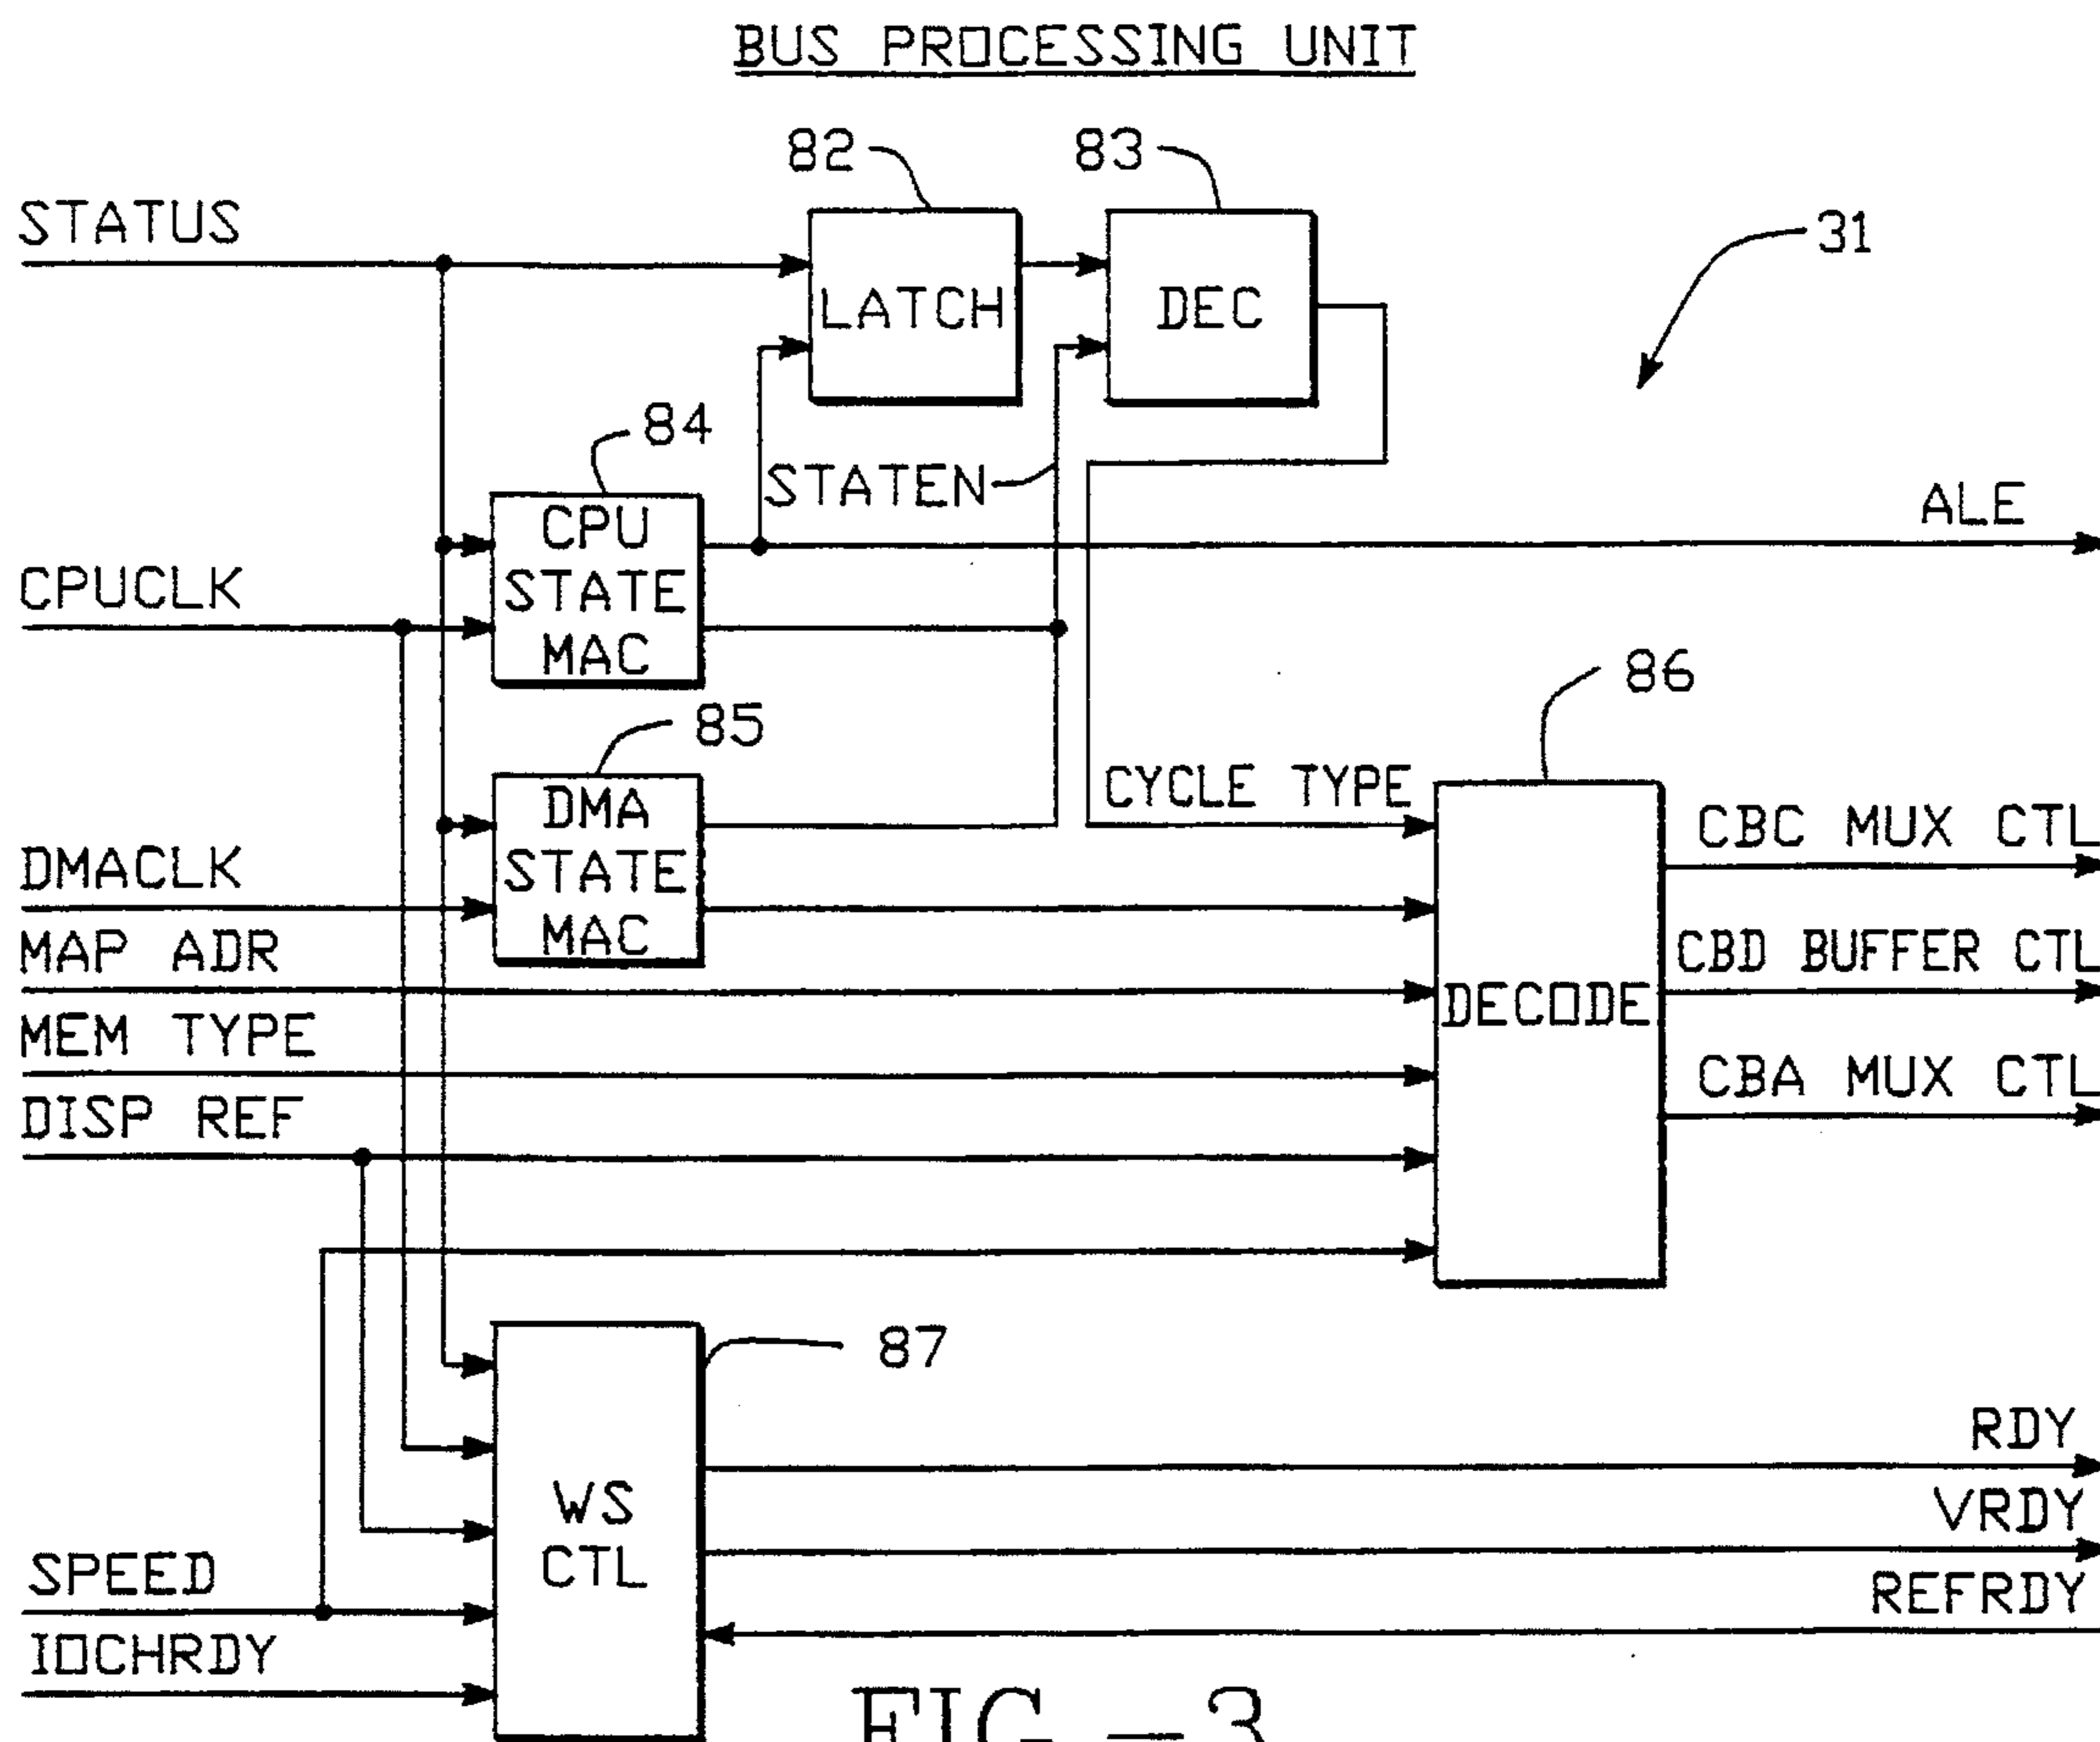 BUS PROCESSING UNIT
82
83
STATUS
31
LATCH
DEC
84
STATEN
ALE
CPU
STATE
MAC
CPUCLK
86
85
CYCLE TYPE
DMA
STATE
MAC
CBC MUX CTL
DMACLK
MAP ADR
CBD BUFFER CTL
DECODE
MEM TYPE
CBA MUX CTL
DISP REF
87
RDY
WS
CTL
VRDY
SPEED
REFRDY
IOCHRDY
FIG.-3